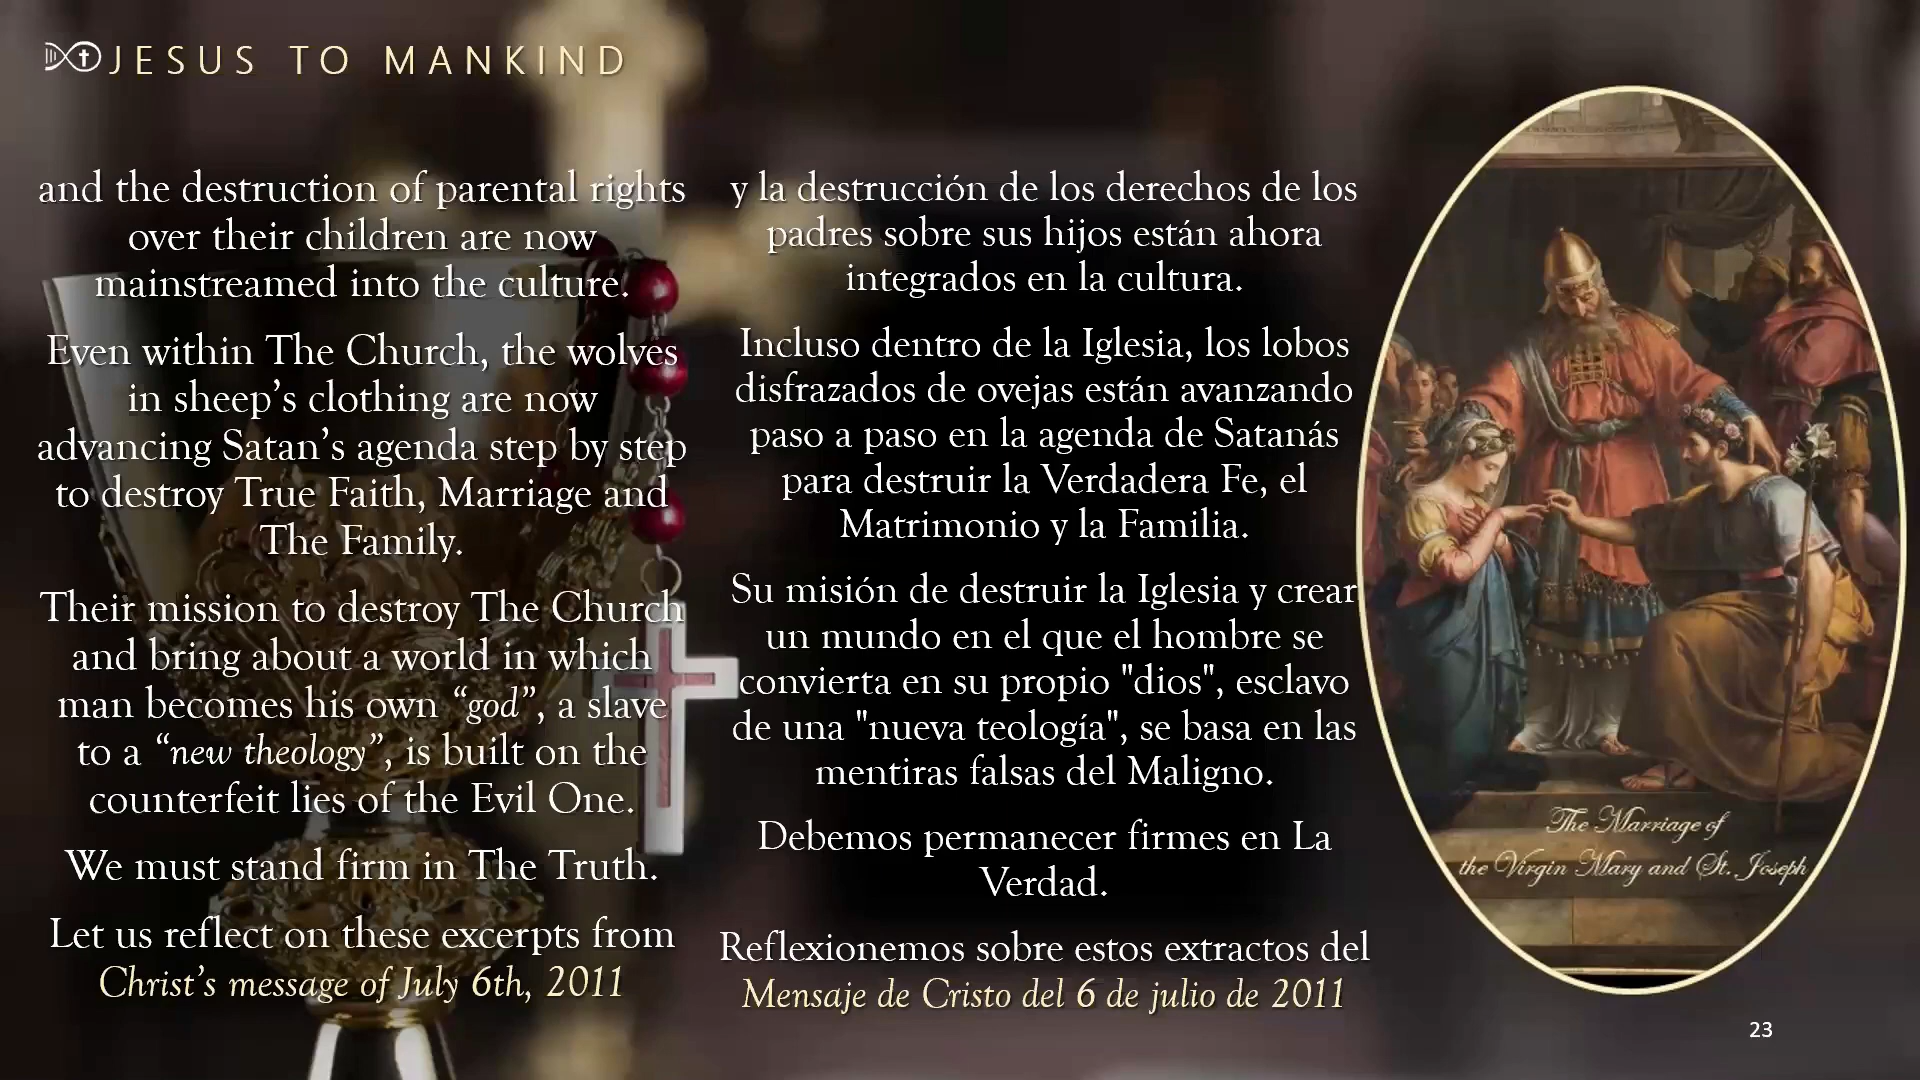 JESUS TO MANKIND
and the destruction of parental rights
over their children are now
mainstreamed into the culture.
Even within The Church, the wolves
in sheep’s clothing are now
advancing Satan’s agenda step by step
to destroy True Faith, Marriage and
The Family.
Their mission to destroy The Church
and bring about a world in which
man becomes his own “god”, a slave
to a “new theology”, is built on the
counterfeit lies of the Evil One.
We must stand firm in The Truth.
Let us reflect on these excerpts from
Christ’s message of July 6th, 2011
y la destrucción de los derechos de los
padres sobre sus hijos están ahora
integrados en la cultura.
Incluso dentro de la Iglesia, los lobos
disfrazados de ovejas están avanzando
paso a paso en la agenda de Satanás
para destruir la Verdadera Fe, el
Matrimonio y la Familia.
Su misión de destruir la Iglesia y crear
un mundo en el que el hombre se
convierta en su propio "dios", esclavo
de una "nueva teología", se basa en las
mentiras falsas del Maligno.
Debemos permanecer firmes en La
Verdad.
Reflexionemos sobre estos extractos del
Mensaje de Cristo del 6 de julio de 2011
The Marriage of
the Virgin Mary and St. Joseph
23